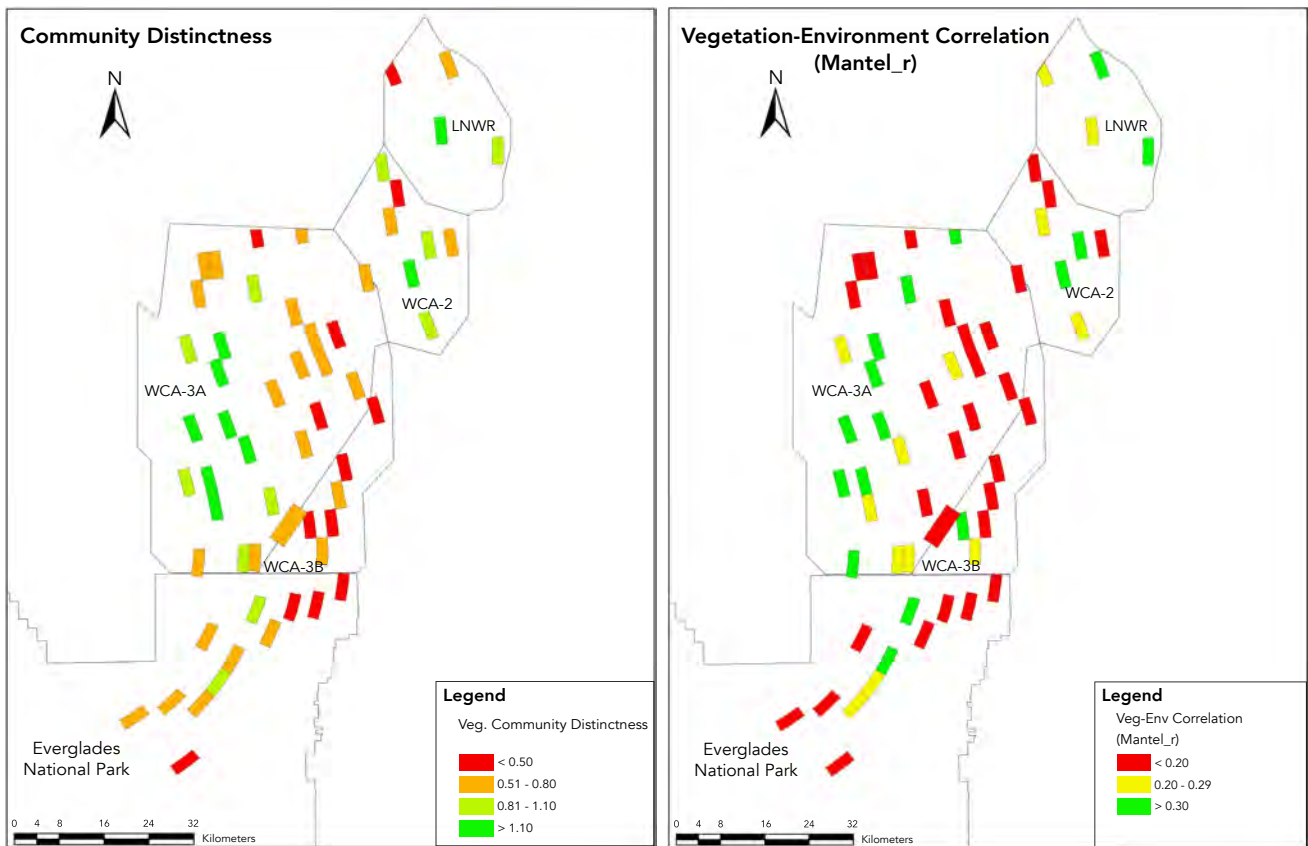 Community Distinctness
N
LNWR
WCA-2
WCA-3A
WCA-3B
Everglades
National Park
Legend
Veg. Community Distinctness
< 0.50
0.51 - 0.80
0.81 - 1.10
> 1.10
0 4 8 16 24 32
Kilometers
Vegetation-Environment Correlation
(Mantel_r)
N
LNWR
WCA-2
WCA-3A
WCA-3B
Everglades
National Park
Legend
Veg-Env Correlation
(Mantel_r)
< 0.20
0.20 - 0.29
> 0.30
0 4 8 16 24 32
Kilometers